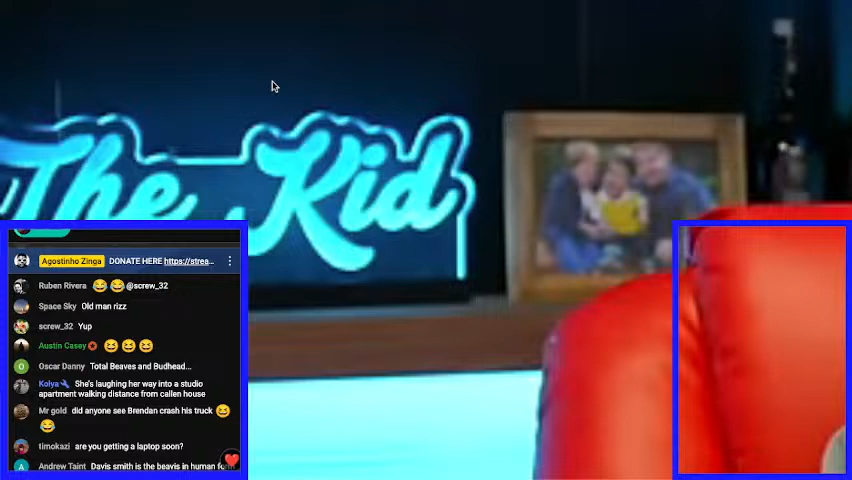 The Kid
Agostinho Zinga DONATE HERE https://strea...
Ruben Rivera 😂😂@screw_32
Space Sky Old man rizz
screw_32 Yup
Austin Casey 😆😆😆
Oscar Danny Total Beaves and Budhead...
Kolya She's laughing her way into a studio
apartment walking distance from callen house
Mr gold did anyone see Brendan crash his truck 😆
😂
timokazi are you getting a laptop soon?
Andrew Taint Davis smith is the beavis in human form